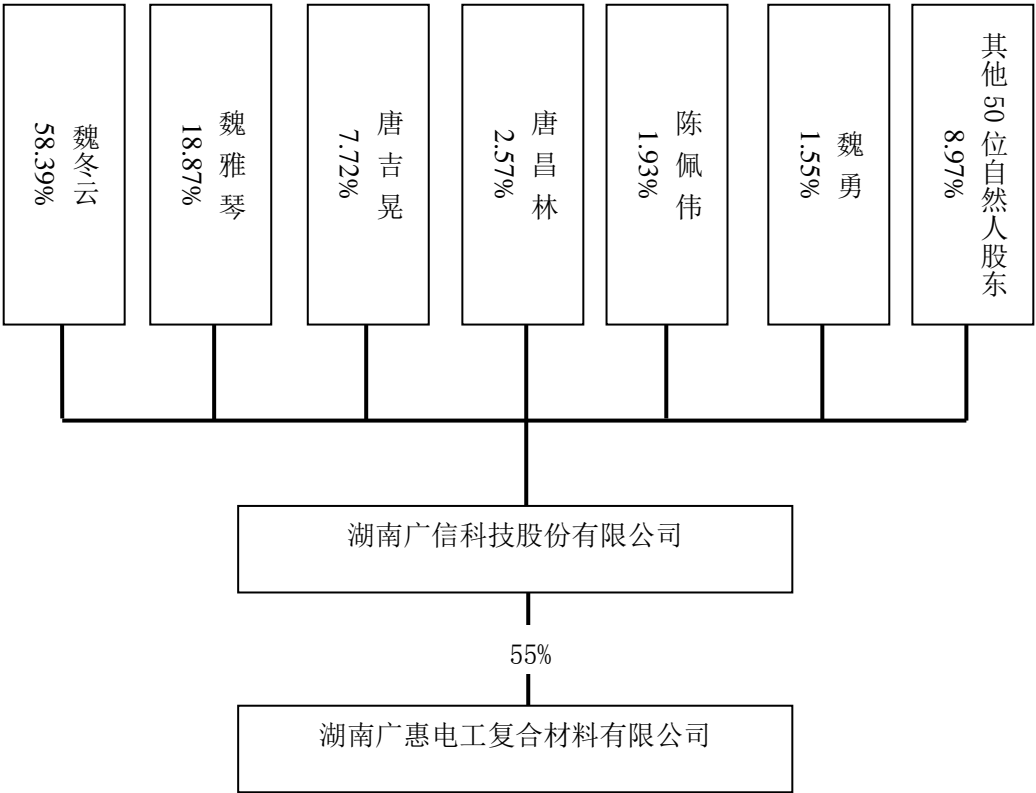 魏冬云
58.39%
魏雅琴
18.87%
唐吉晃
7.72%
唐昌林
2.57%
陈佩伟
1.93%
魏勇
1.55%
其他 50 位自然人股东
8.97%
湖南广信科技股份有限公司
55%
湖南广惠电工复合材料有限公司